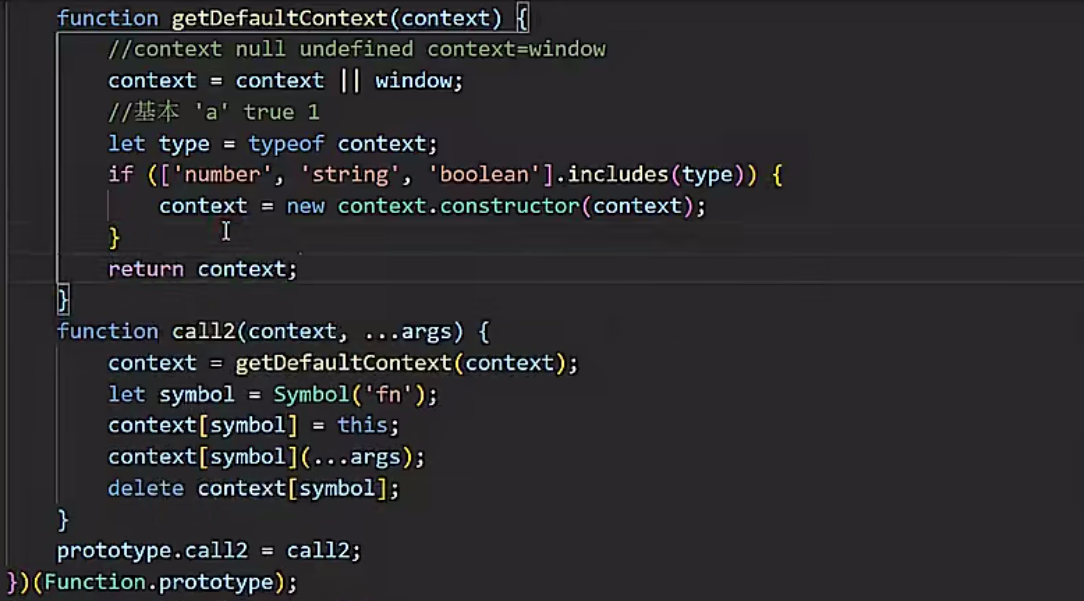 function getDefaultContext(context) {
//context null undefined context=window
context = context || window;
//基本 'a' true 1
let type = typeof context;
if (['number', 'string', 'boolean'].includes(type)) {
context = new context.constructor(context);
}
return context;
}
function call2(context, ...args) {
context = getDefaultContext(context);
let symbol = Symbol('fn');
context[symbol] = this;
context[symbol](...args);
delete context[symbol];
}
prototype.call2 = call2;
})(Function.prototype);